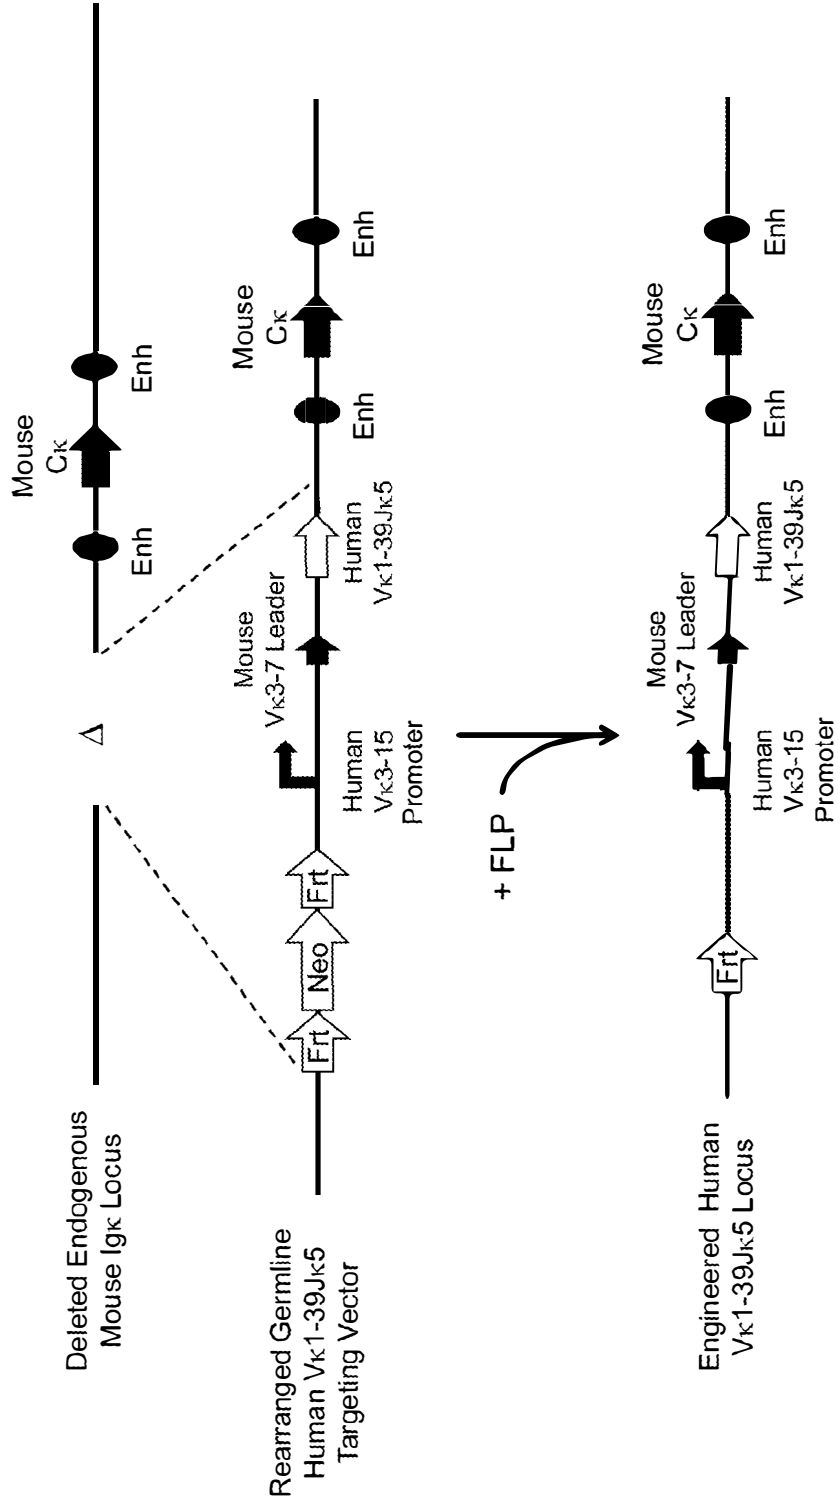 Deleted Endogenous
Mouse Igκ Locus
Δ
Enh
Mouse
Cκ
Enh
Rearranged Germline
Human Vκ1-39Jκ5
Targeting Vector
Frt
Neo
Frt
Human
Vκ3-15
Promoter
Mouse
Vκ3-7 Leader
Human
Vκ1-39Jκ5
Enh
Mouse
Cκ
Enh
+ FLP
Engineered Human
Vκ1-39Jκ5 Locus
Frt
Human
Vκ3-15
Promoter
Mouse
Vκ3-7 Leader
Human
Vκ1-39Jκ5
Enh
Mouse
Cκ
Enh